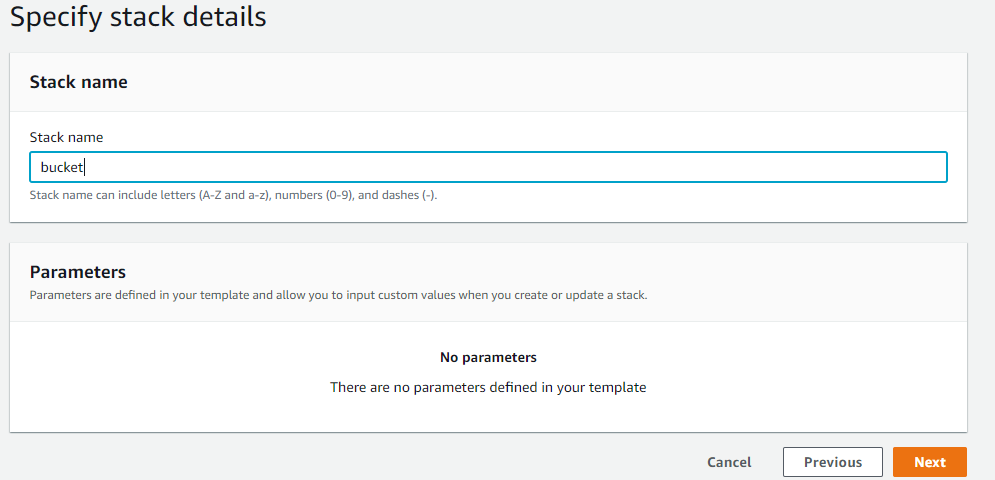 Specify stack details
Stack name
Stack name
bucket
Stack name can include letters (A-Z and a-z), numbers (0-9), and dashes (-).
Parameters
Parameters are defined in your template and allow you to input custom values when you create or update a stack.
No parameters
There are no parameters defined in your template
Cancel Previous Next